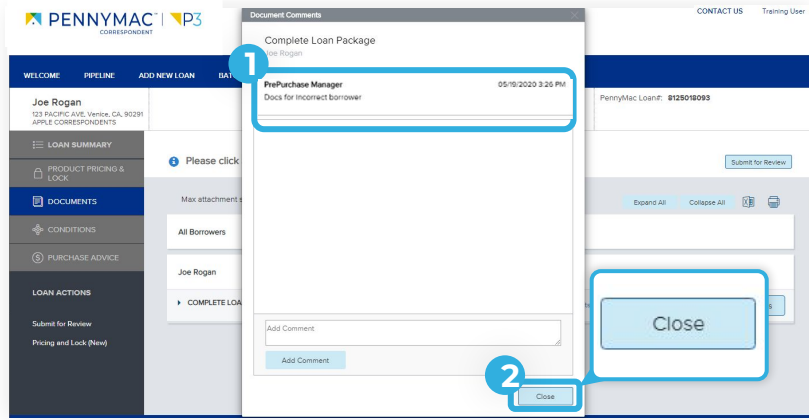 PENNYMAC | P3
CORRESPONDENT
CONTACT US Training User
WELCOME PIPELINE ADD NEW LOAN
Joe Rogan
123 PACIFIC AVE, Venice, CA, 90291
APPLE CORRESPONDENTS
PennyMac Loan#: 8125018093
LOAN SUMMARY
PRODUCT PRICING &
LOCK
DOCUMENTS
CONDITIONS
PURCHASE ADVICE
LOAN ACTIONS
Submit for Review
Pricing and Lock (New)
Please click
Submit for Review
Max attachment
Expand All Collapse All
All Borrowers
Joe Rogan
COMPLETE LOA
Document Comments
Complete Loan Package
Joe Rogan
1
PrePurchase Manager 05/19/2020 3:26 PM
Docs for Incorrect borrower
Add Comment
Add Comment
2
Close
Close